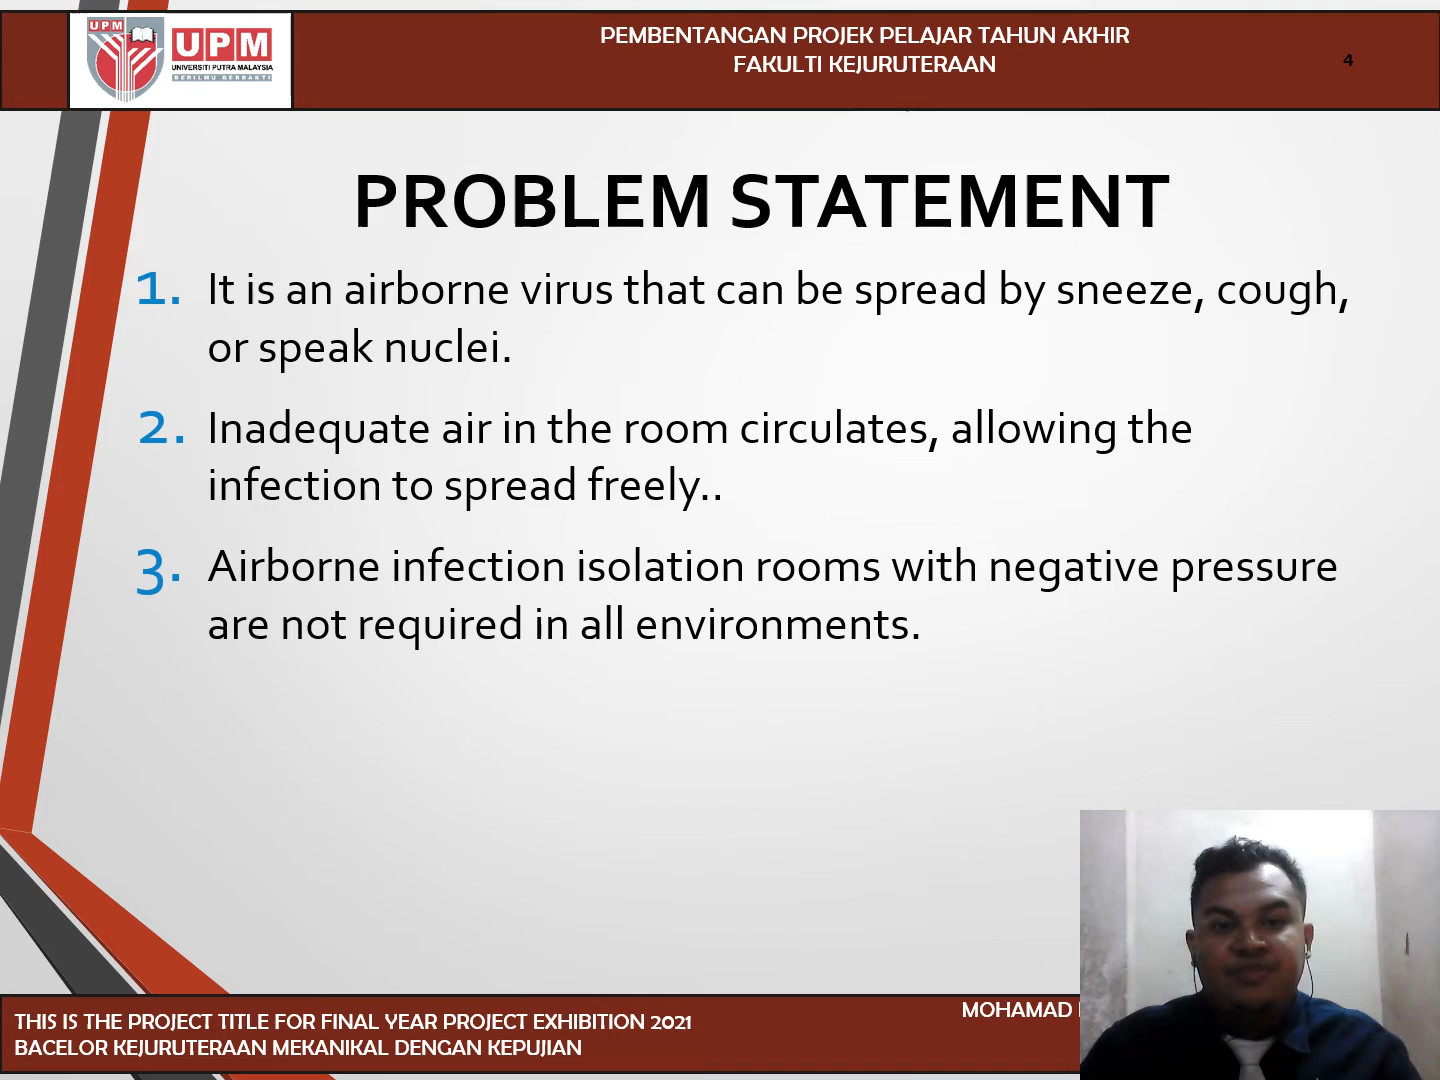 UPM
UPM
UNIVERSITI PUTRA MALAYSIA
BERILMU BERBAKTI
PEMBENTANGAN PROJEK PELAJAR TAHUN AKHIR
FAKULTI KEJURUTERAAN
4
PROBLEM STATEMENT
1. It is an airborne virus that can be spread by sneeze, cough,
or speak nuclei.
2. Inadequate air in the room circulates, allowing the
infection to spread freely..
3. Airborne infection isolation rooms with negative pressure
are not required in all environments.
MOHAMAD
THIS IS THE PROJECT TITLE FOR FINAL YEAR PROJECT EXHIBITION 2021
BACELOR KEJURUTERAAN MEKANIKAL DENGAN KEPUJIAN